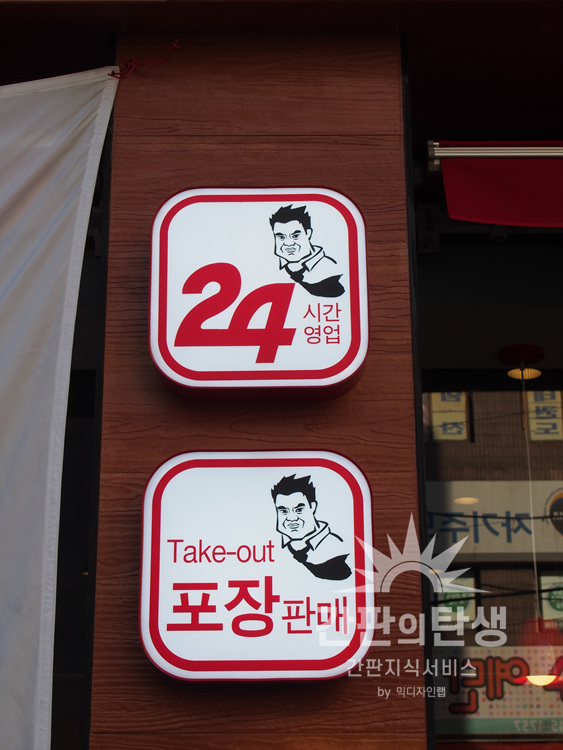 24
시간
영업
Take-out
포장판매
간판의탄생
간판지식서비스
by 믹디자인랩